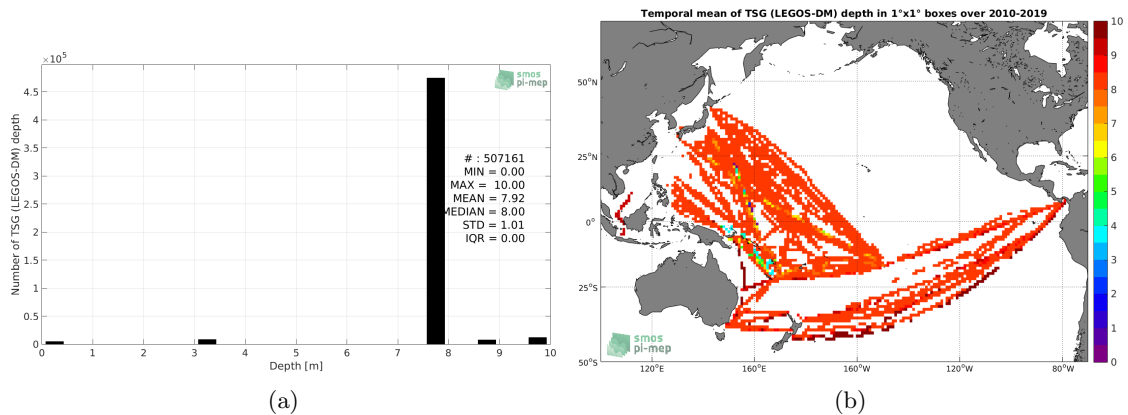 ×10⁵
smos
pi-mep
4.5
4
3.5
3
2.5
2
1.5
1
0.5
0
Number of TSG (LEGOS-DM) depth
# : 507161
MIN = 0.00
MAX = 10.00
MEAN = 7.92
MEDIAN = 8.00
STD = 1.01
IQR = 0.00
0 1 2 3 4 5 6 7 8 9 10
Depth [m]
(a)
Temporal mean of TSG (LEGOS-DM) depth in 1°x1° boxes over 2010-2019
50°N
25°N
0°
25°S
50°S
120°E 160°E 160°W 120°W 80°W
smos
pi-mep
10
9
8
7
6
5
4
3
2
1
0
(b)